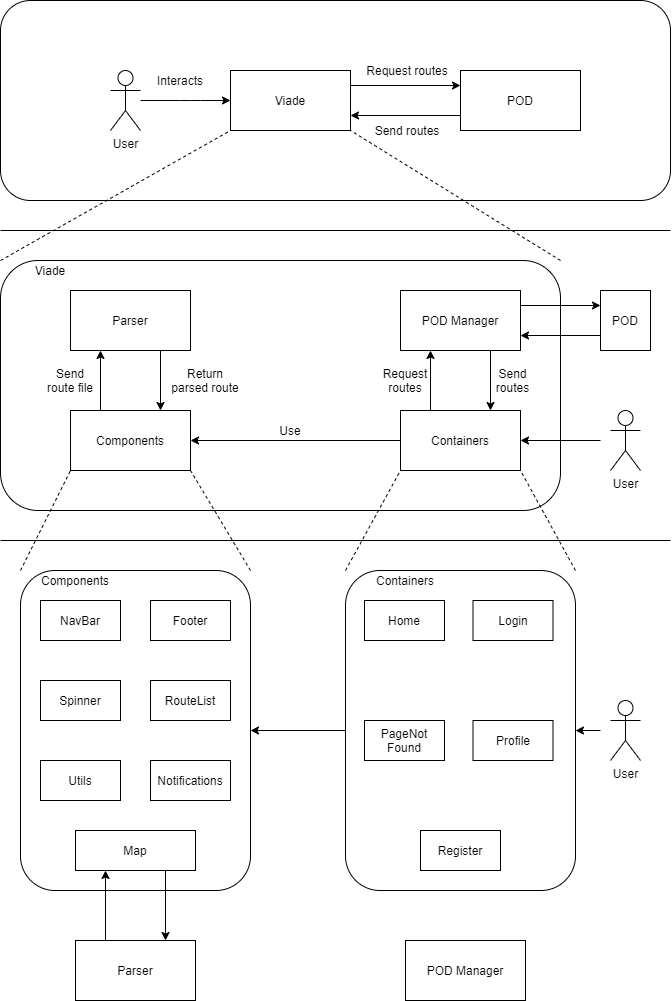 Interacts
Request routes
Viade
POD
Send routes
User
Viade
Parser
POD Manager
POD
Send
route file
Return
parsed route
Request
routes
Send
routes
Components
Use
Containers
User
Components
Containers
NavBar
Footer
Home
Login
Spinner
RouteList
PageNot
Found
Profile
User
Utils
Notifications
Map
Register
Parser
POD Manager